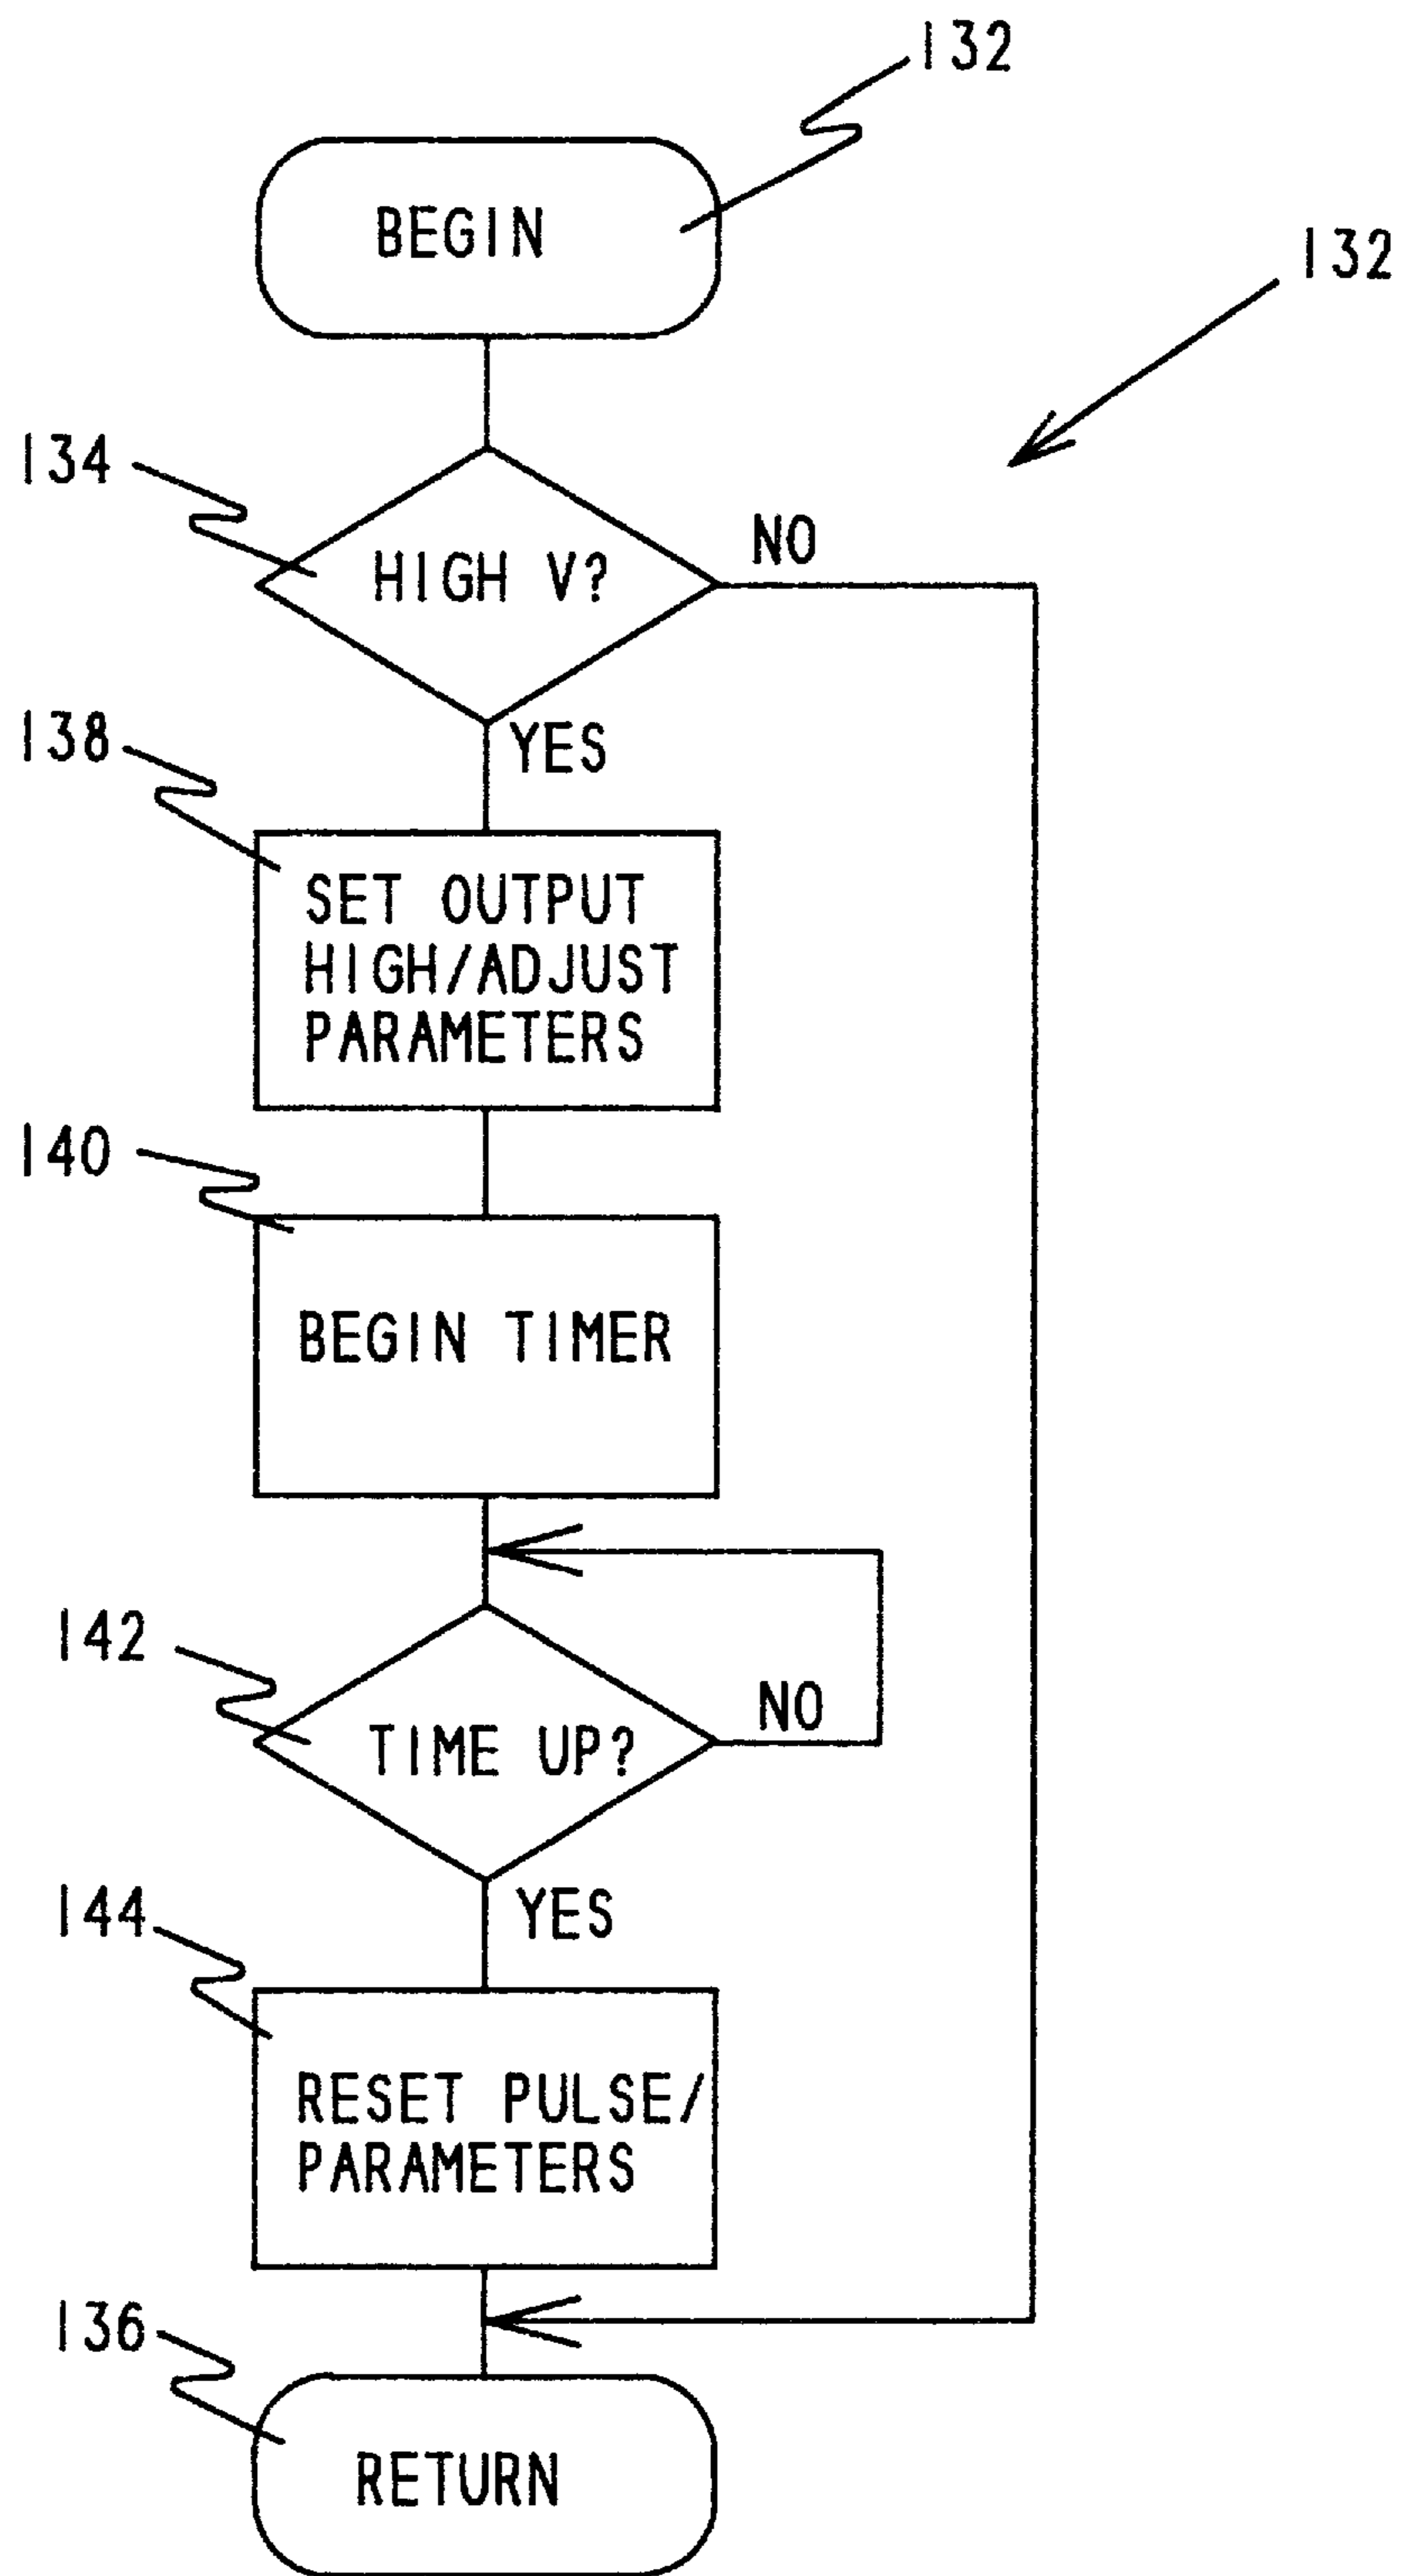 132
BEGIN
132
134
HIGH V?
NO
138
YES
SET OUTPUT
HIGH/ADJUST
PARAMETERS
140
BEGIN TIMER
142
NO
TIME UP?
144
YES
RESET PULSE/
PARAMETERS
136
RETURN